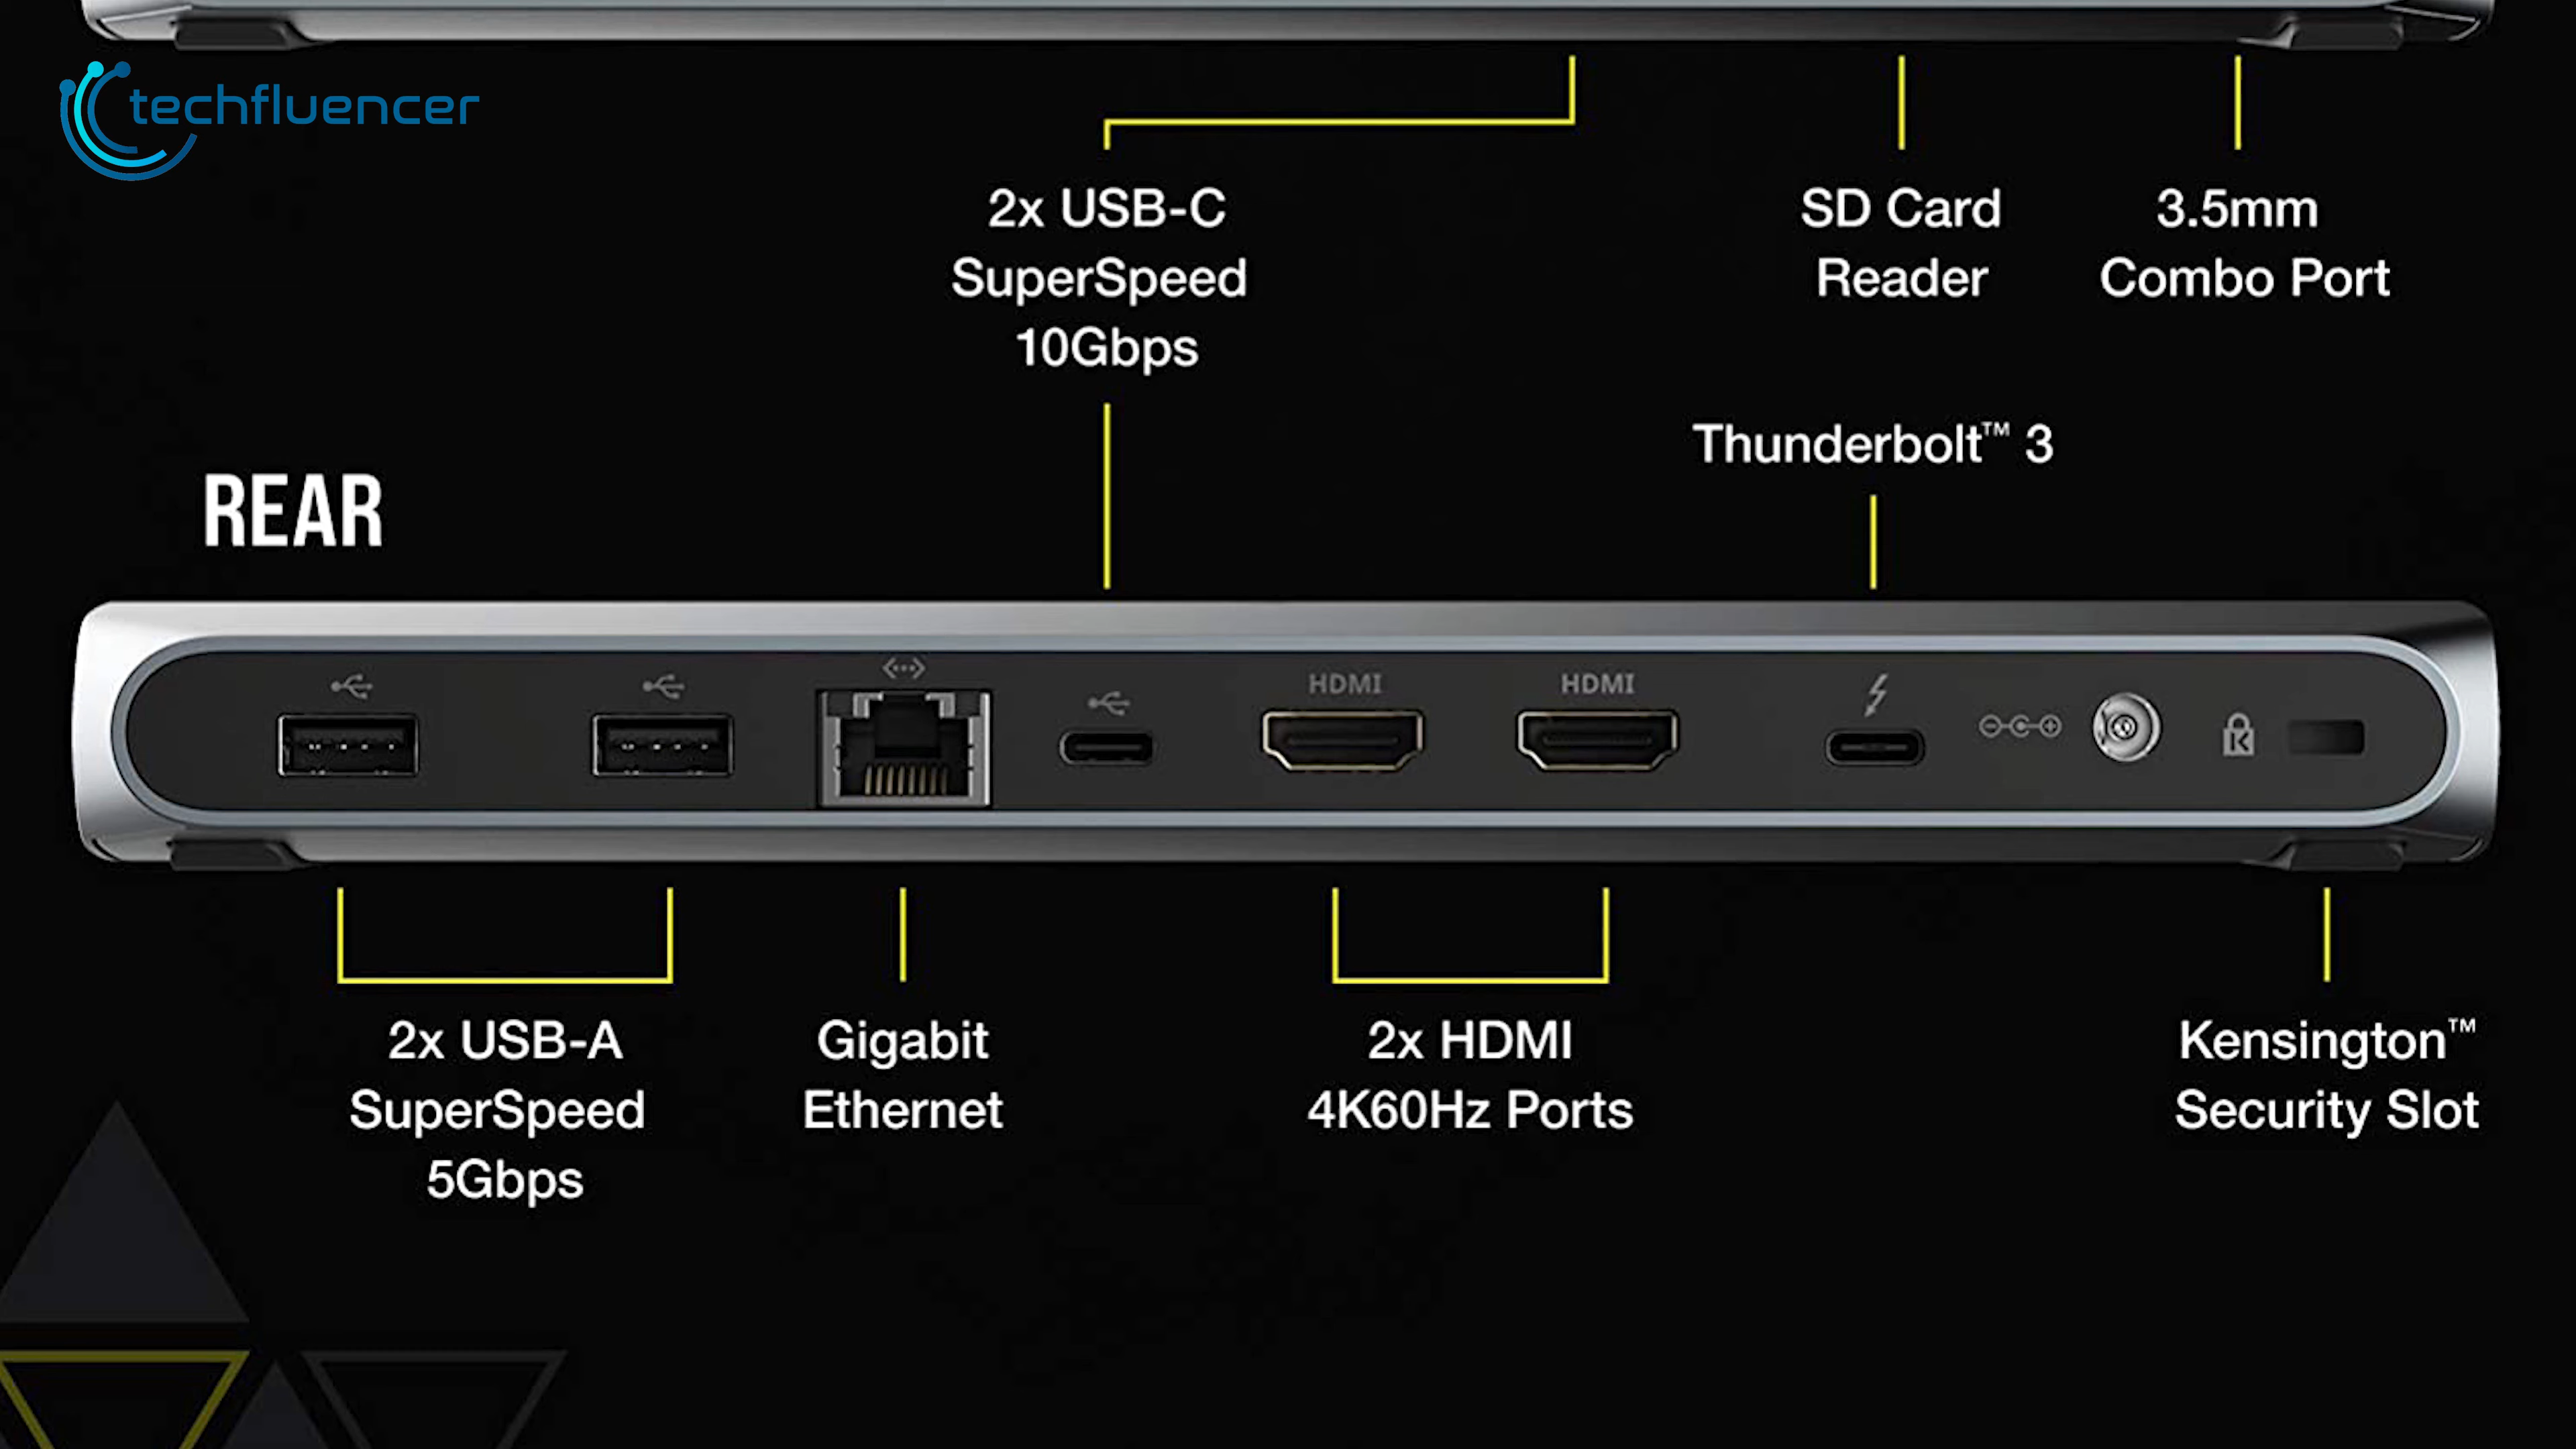 techfluencer
2x USB-C
SuperSpeed
10Gbps
SD Card
Reader
3.5mm
Combo Port
Thunderbolt™ 3
REAR
HDMI
HDMI
2x USB-A
SuperSpeed
5Gbps
Gigabit
Ethernet
2x HDMI
4K60Hz Ports
Kensington™
Security Slot